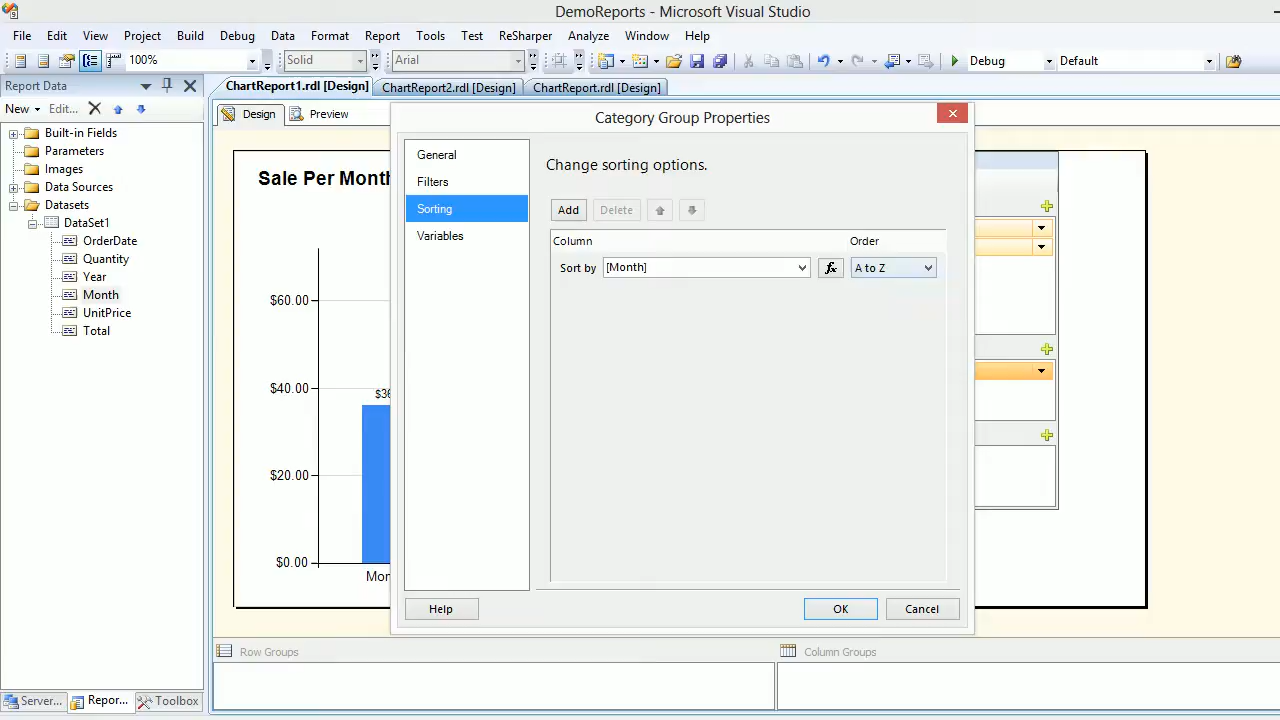 DemoReports - Microsoft Visual Studio
File Edit View Project Build Debug Data Format Report Tools Test ReSharper Analyze Window Help
100% Solid Arial Debug Default
Report Data
ChartReport1.rdl [Design] ChartReport2.rdl [Design] ChartReport.rdl [Design]
New Edit...
Design Preview
Category Group Properties
Built-in Fields
Parameters
Images
Data Sources
Datasets
DataSet1
OrderDate
Quantity
Year
Month
UnitPrice
Total
Sale Per Month
$60.00
$40.00
$36
$20.00
$0.00
Mon
General
Filters
Sorting
Variables
Change sorting options.
Add Delete
Column Order
Sort by [Month] fx A to Z
Help OK Cancel
Row Groups Column Groups
Server... Repor... Toolbox